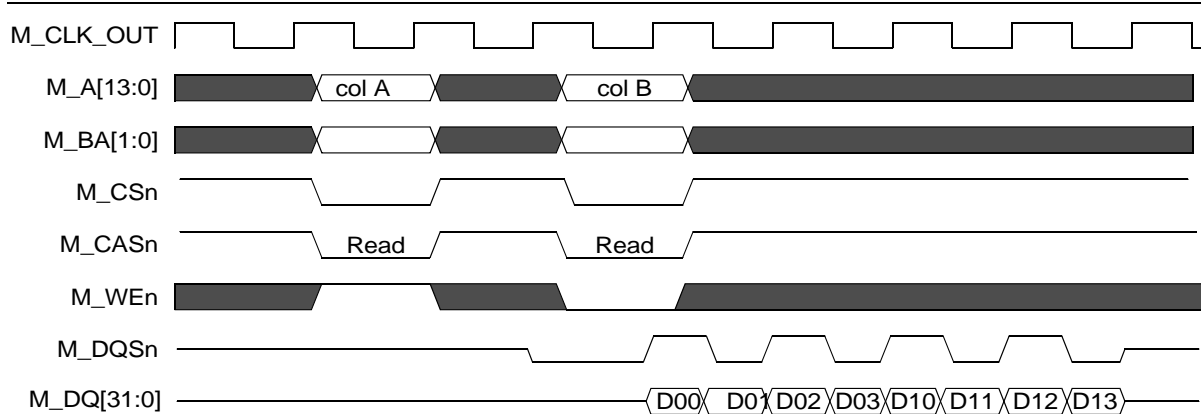 M_CLK_OUT
M_A[13:0] col A col B
M_BA[1:0]
M_CSn
M_CASn Read Read
M_WEn
M_DQSn
M_DQ[31:0] D00 D01 D02 D03 D10 D11 D12 D13